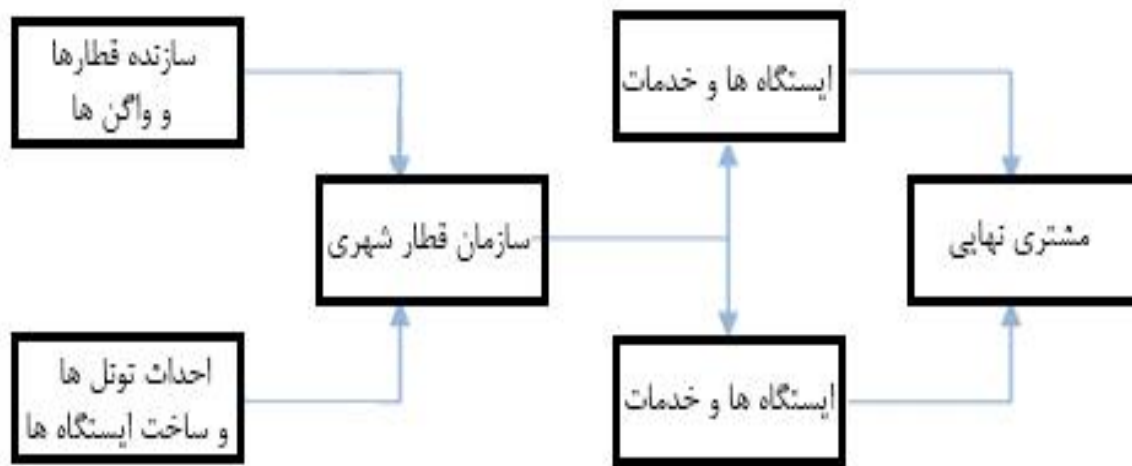 سازنده قطارها
و واگن ها
احداث تونل ها
و ساخت ایستگاه ها
سازمان قطار شهری
ایستگاه ها و خدمات
ایستگاه ها و خدمات
مشتری نهایی